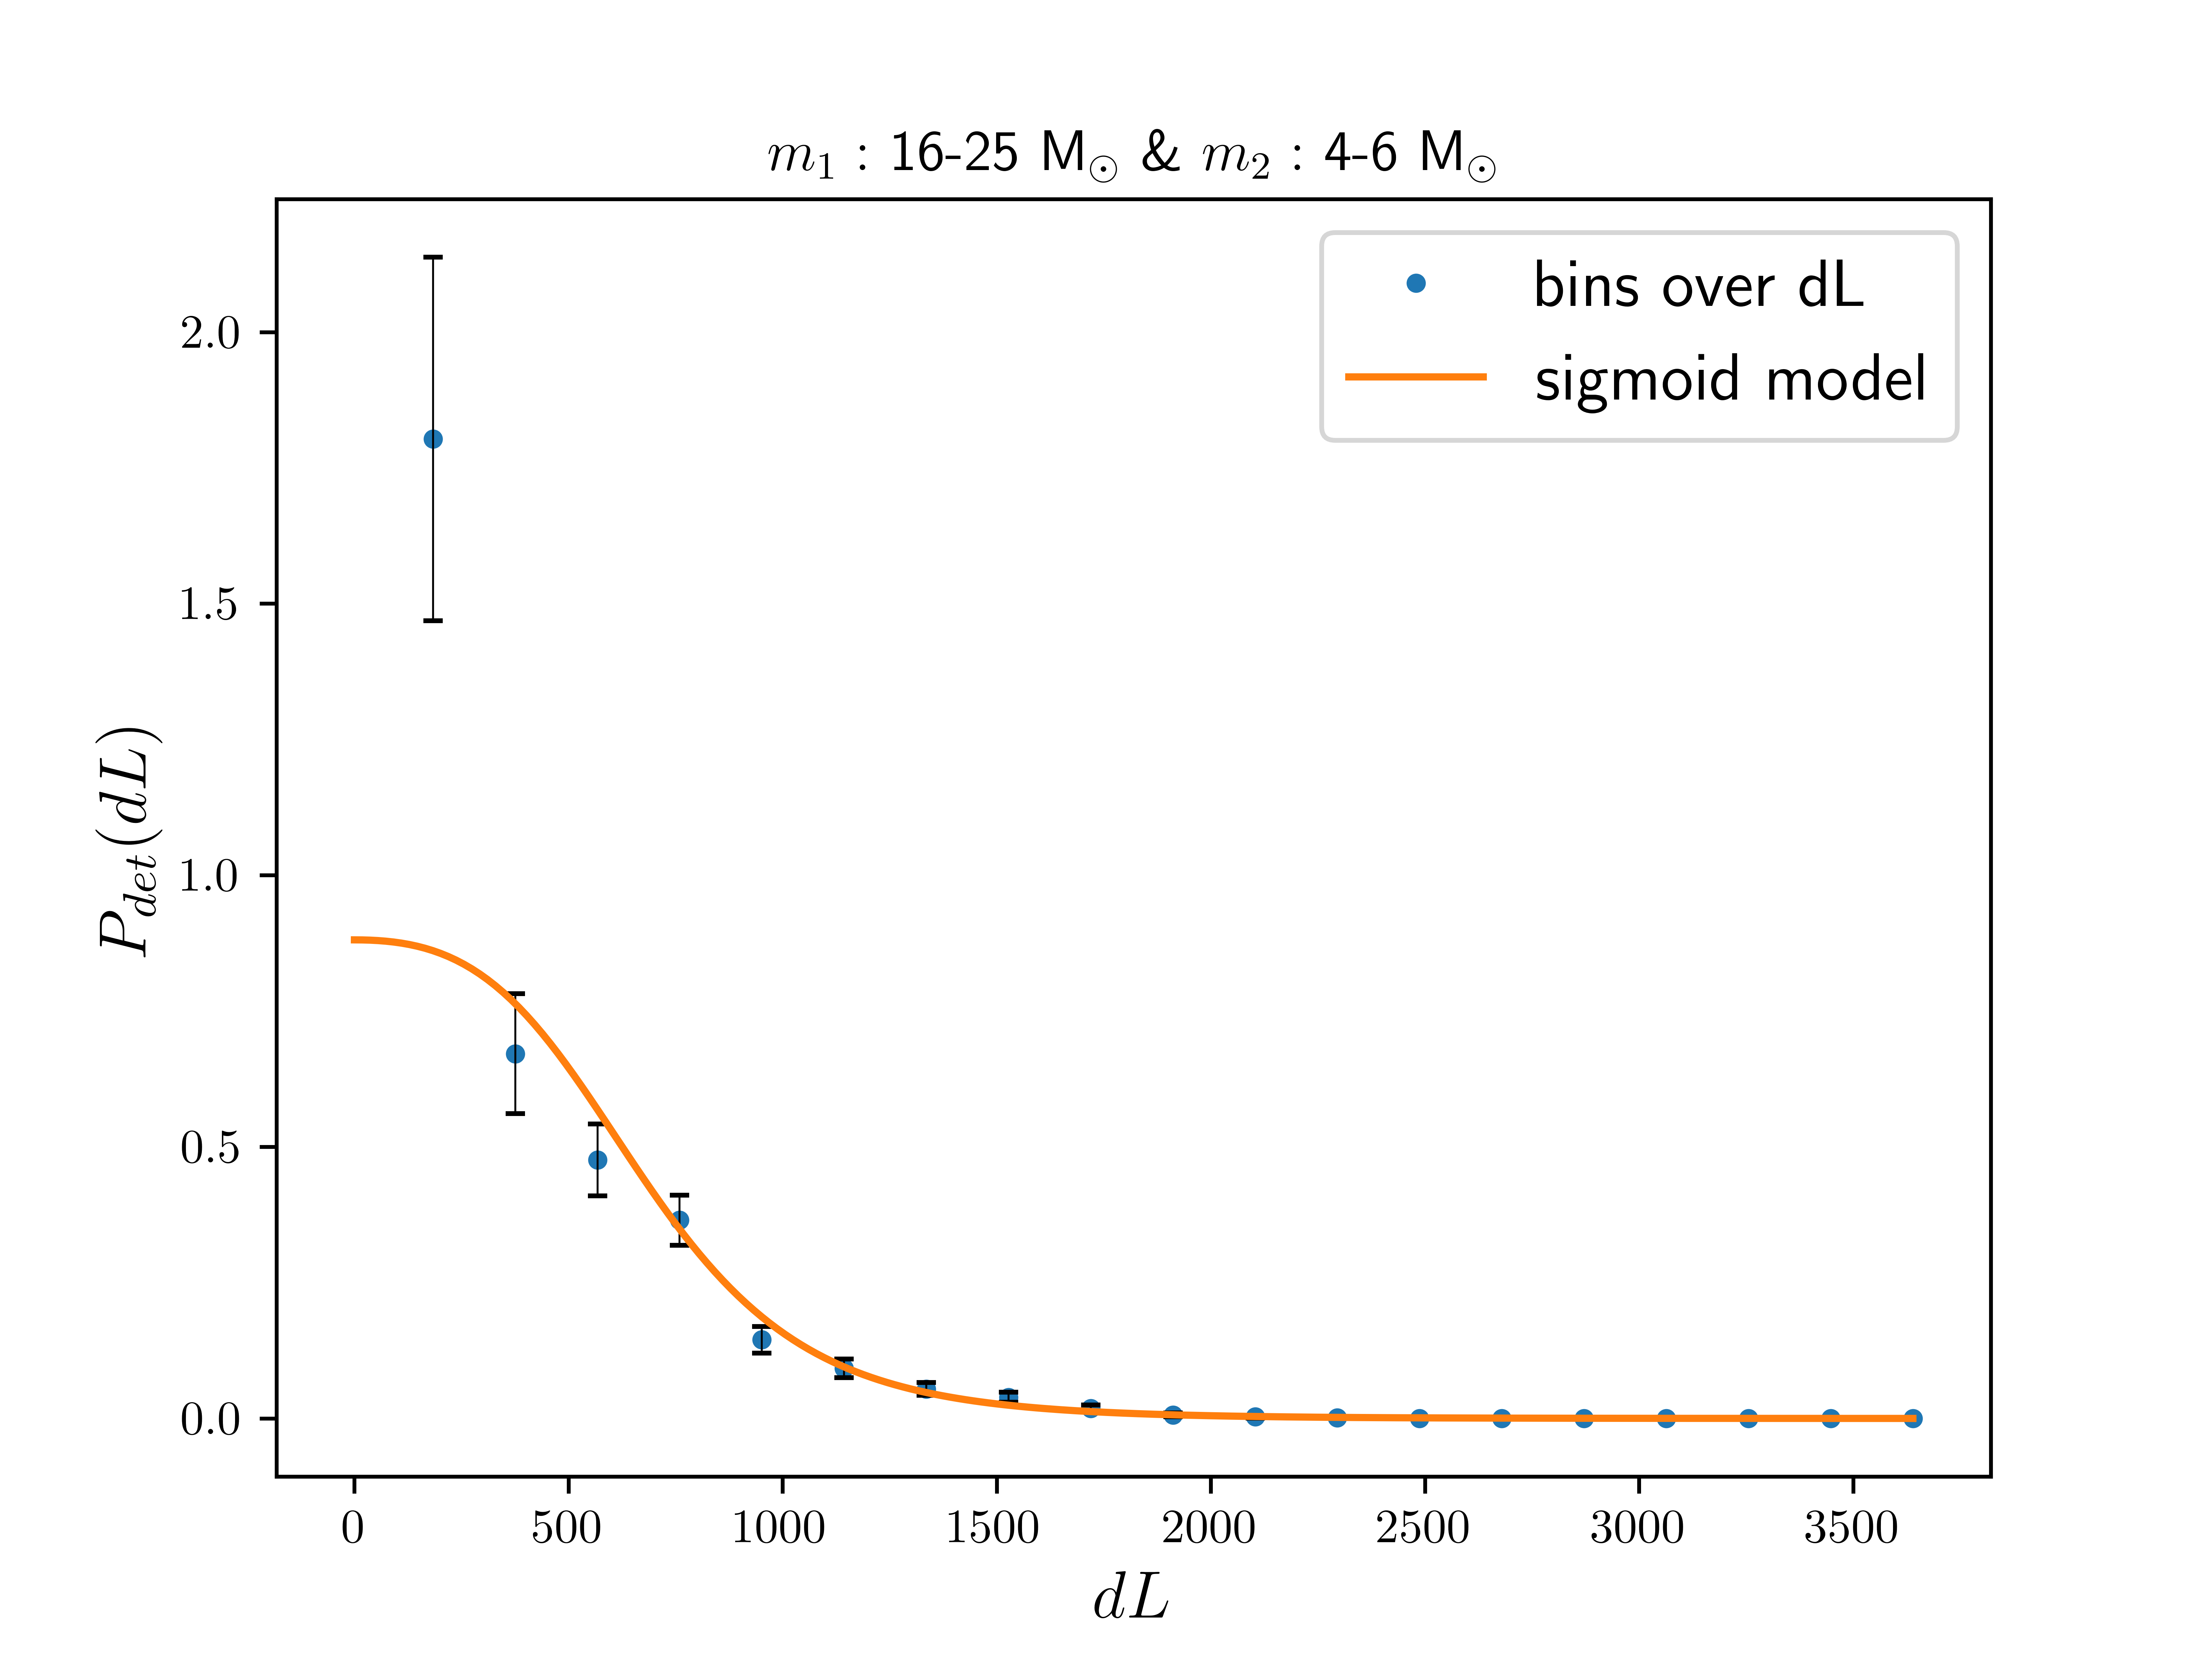 m₁ : 16-25 M⊙ & m₂ : 4-6 M⊙
bins over dL
sigmoid model
2.0
1.5
1.0
0.5
0.0
P_det(dL)
0 500 1000 1500 2000 2500 3000 3500
dL